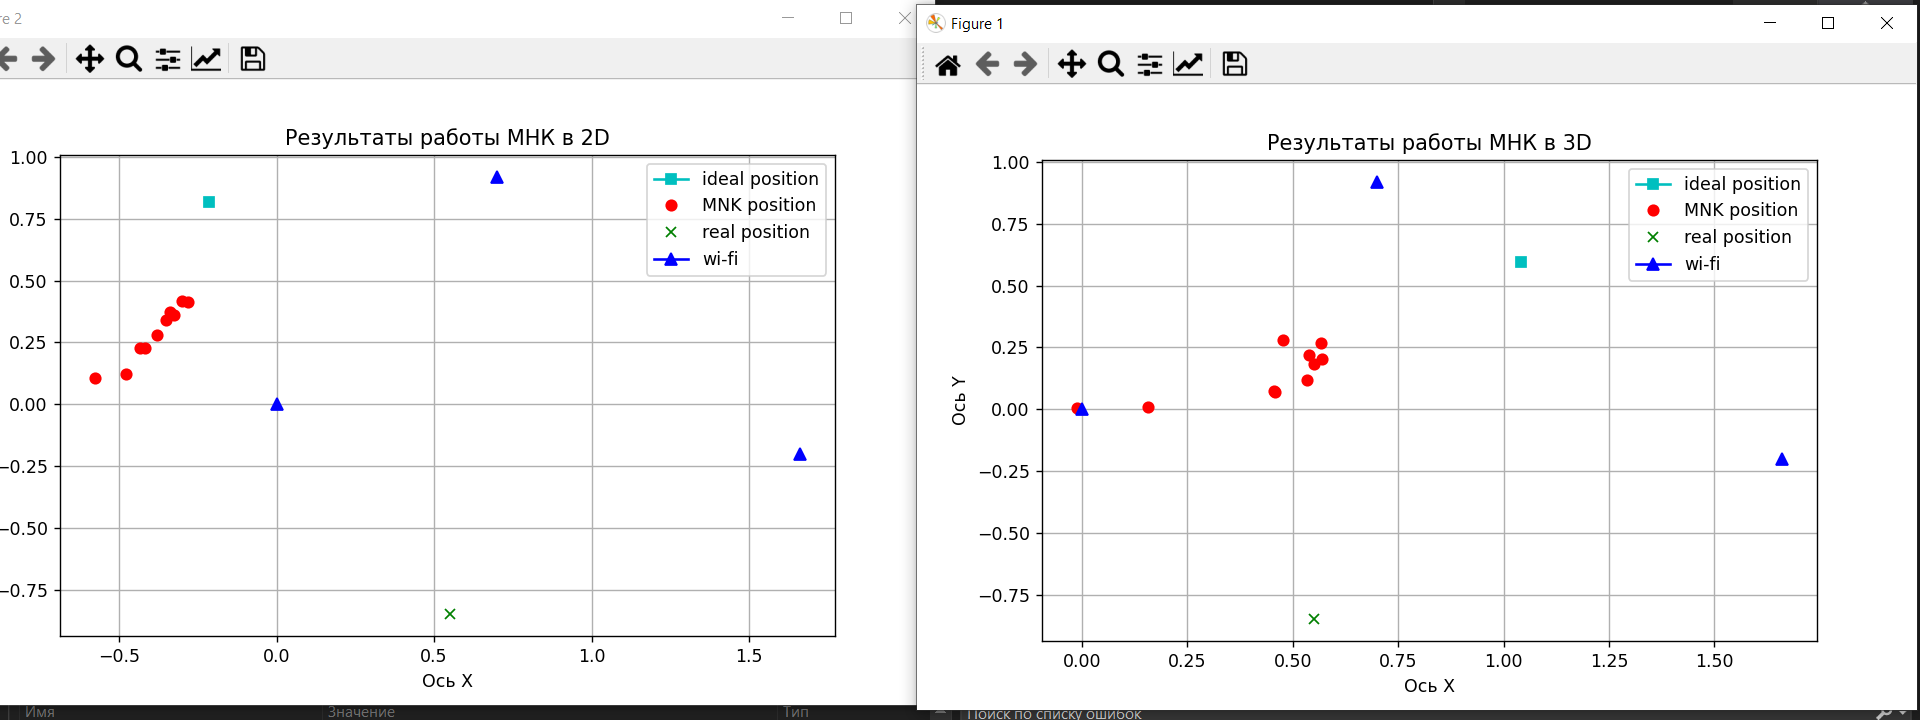 re 2
Результаты работы МНК в 2D
ideal position
MNK position
real position
wi-fi
1.00
0.75
0.50
0.25
0.00
−0.25
−0.50
−0.75
−0.5
0.0
0.5
1.0
1.5
Ось X
Figure 1
Результаты работы МНК в 3D
ideal position
MNK position
real position
wi-fi
1.00
0.75
0.50
0.25
0.00
−0.25
−0.50
−0.75
Ось Y
0.00
0.25
0.50
0.75
1.00
1.25
1.50
Ось X
Имя
Значение
Тип
Поиск по списку ошибок